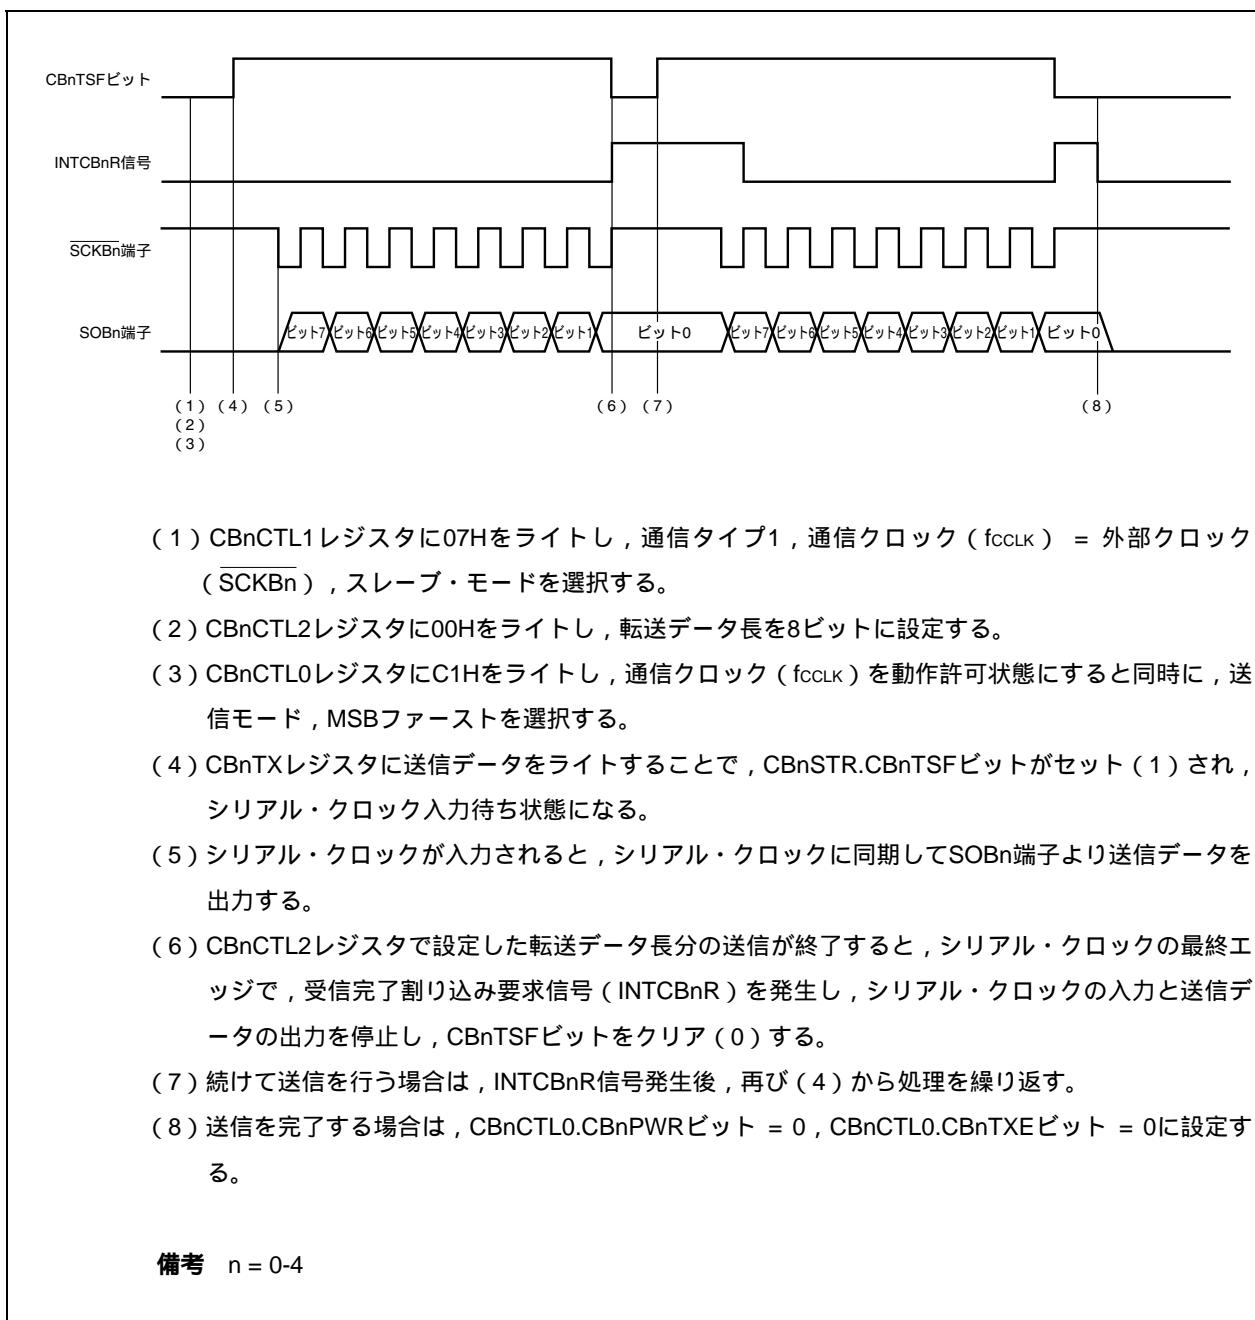 CBnTSFビット
INTCBnR信号
SCKBn端子
SOBn端子
ビット7 ビット6 ビット5 ビット4 ビット3 ビット2 ビット1 ビット0 ビット7 ビット6 ビット5 ビット4 ビット3 ビット2 ビット1 ビット0
(1) (4) (5) (6) (7) (8)
(2)
(3)
(1)CBnCTL1レジスタに07Hをライトし,通信タイプ1,通信クロック(fCCLK) = 外部クロック
(SCKBn),スレーブ・モードを選択する。
(2)CBnCTL2レジスタに00Hをライトし,転送データ長を8ビットに設定する。
(3)CBnCTL0レジスタにC1Hをライトし,通信クロック(fCCLK)を動作許可状態にすると同時に,送
信モード,MSBファーストを選択する。
(4)CBnTXレジスタに送信データをライトすることで,CBnSTR.CBnTSFビットがセット(1)され,
シリアル・クロック入力待ち状態になる。
(5)シリアル・クロックが入力されると,シリアル・クロックに同期してSOBn端子より送信データを
出力する。
(6)CBnCTL2レジスタで設定した転送データ長分の送信が終了すると,シリアル・クロックの最終エ
ッジで,受信完了割り込み要求信号(INTCBnR)を発生し,シリアル・クロックの入力と送信デ
ータの出力を停止し,CBnTSFビットをクリア(0)する。
(7)続けて送信を行う場合は,INTCBnR信号発生後,再び(4)から処理を繰り返す。
(8)送信を完了する場合は,CBnCTL0.CBnPWRビット = 0,CBnCTL0.CBnTXEビット = 0に設定す
る。
備考 n = 0-4